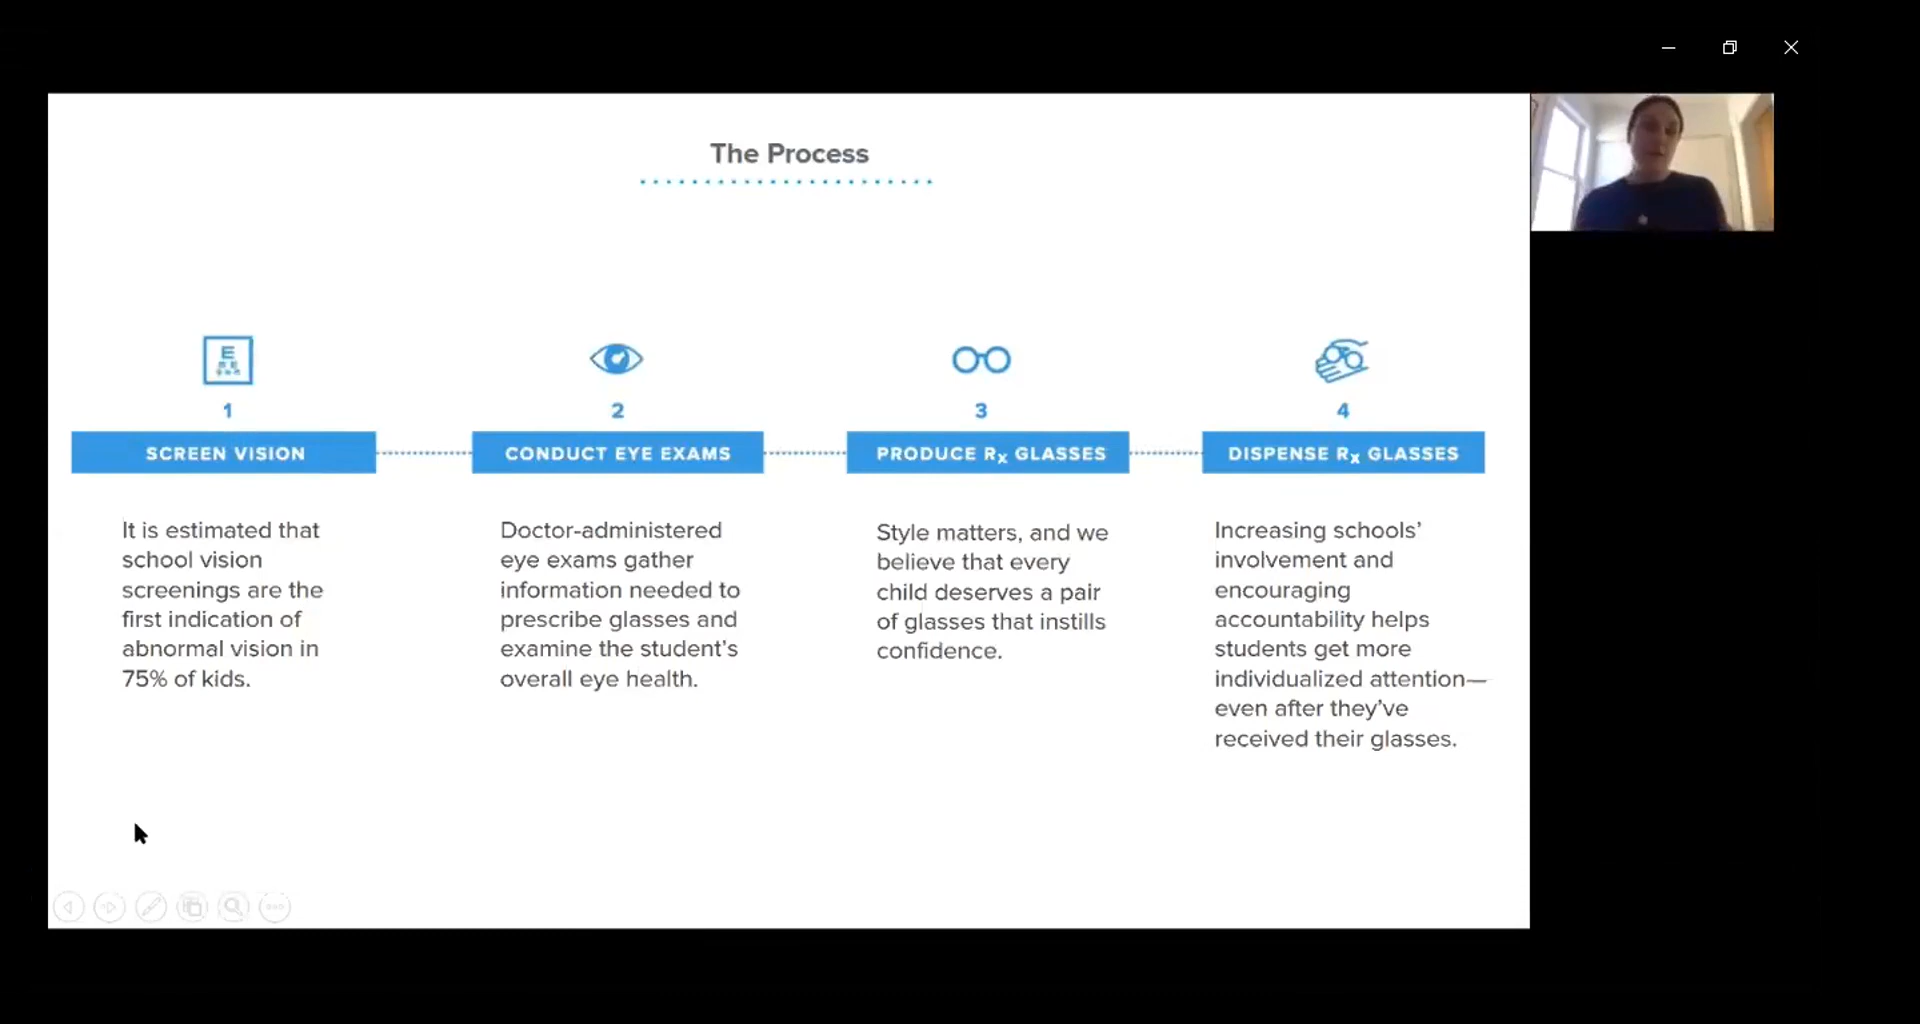 The Process
1
SCREEN VISION
It is estimated that
school vision
screenings are the
first indication of
abnormal vision in
75% of kids.
2
CONDUCT EYE EXAMS
Doctor-administered
eye exams gather
information needed to
prescribe glasses and
examine the student's
overall eye health.
3
PRODUCE Rx GLASSES
Style matters, and we
believe that every
child deserves a pair
of glasses that instills
confidence.
4
DISPENSE Rx GLASSES
Increasing schools'
involvement and
encouraging
accountability helps
students get more
individualized attention—
even after they've
received their glasses.